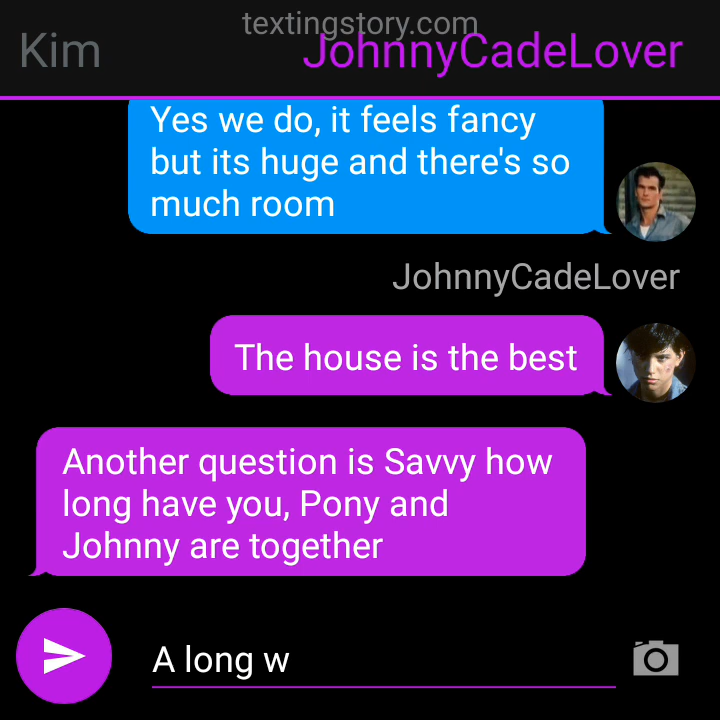 textingstory.com
Kim
JohnnyCadeLover
Yes we do, it feels fancy
but its huge and there's so
much room
JohnnyCadeLover
The house is the best
Another question is Savvy how
long have you, Pony and
Johnny are together
A long w